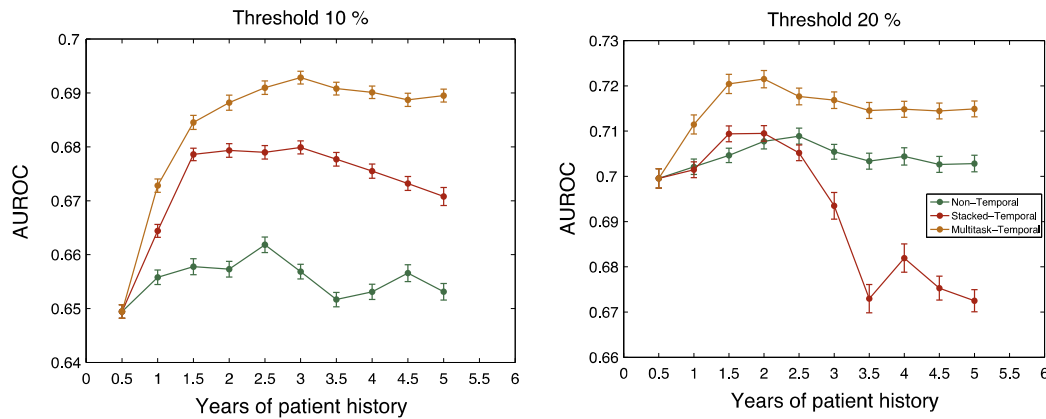 Threshold 10 %
0.7
0.69
0.68
0.67
0.66
0.65
0.64
AUROC
0 0.5 1 1.5 2 2.5 3 3.5 4 4.5 5 5.5 6
Years of patient history
Threshold 20 %
0.73
0.72
0.71
0.7
0.69
0.68
0.67
0.66
AUROC
Non-Temporal
Stacked-Temporal
Multitask-Temporal
0 0.5 1 1.5 2 2.5 3 3.5 4 4.5 5 5.5 6
Years of patient history